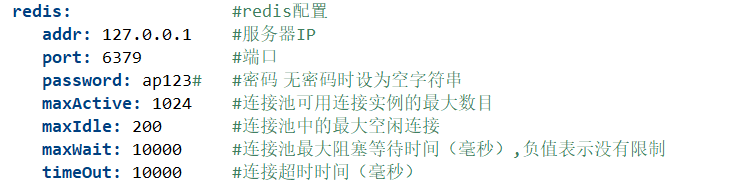 redis: #redis配置
addr: 127.0.0.1 #服务器IP
port: 6379 #端口
password: ap123# #密码 无密码时设为空字符串
maxActive: 1024 #连接池可用连接实例的最大数目
maxIdle: 200 #连接池中的最大空闲连接
maxWait: 10000 #连接池最大阻塞等待时间（毫秒）,负值表示没有限制
timeOut: 10000 #连接超时时间（毫秒）